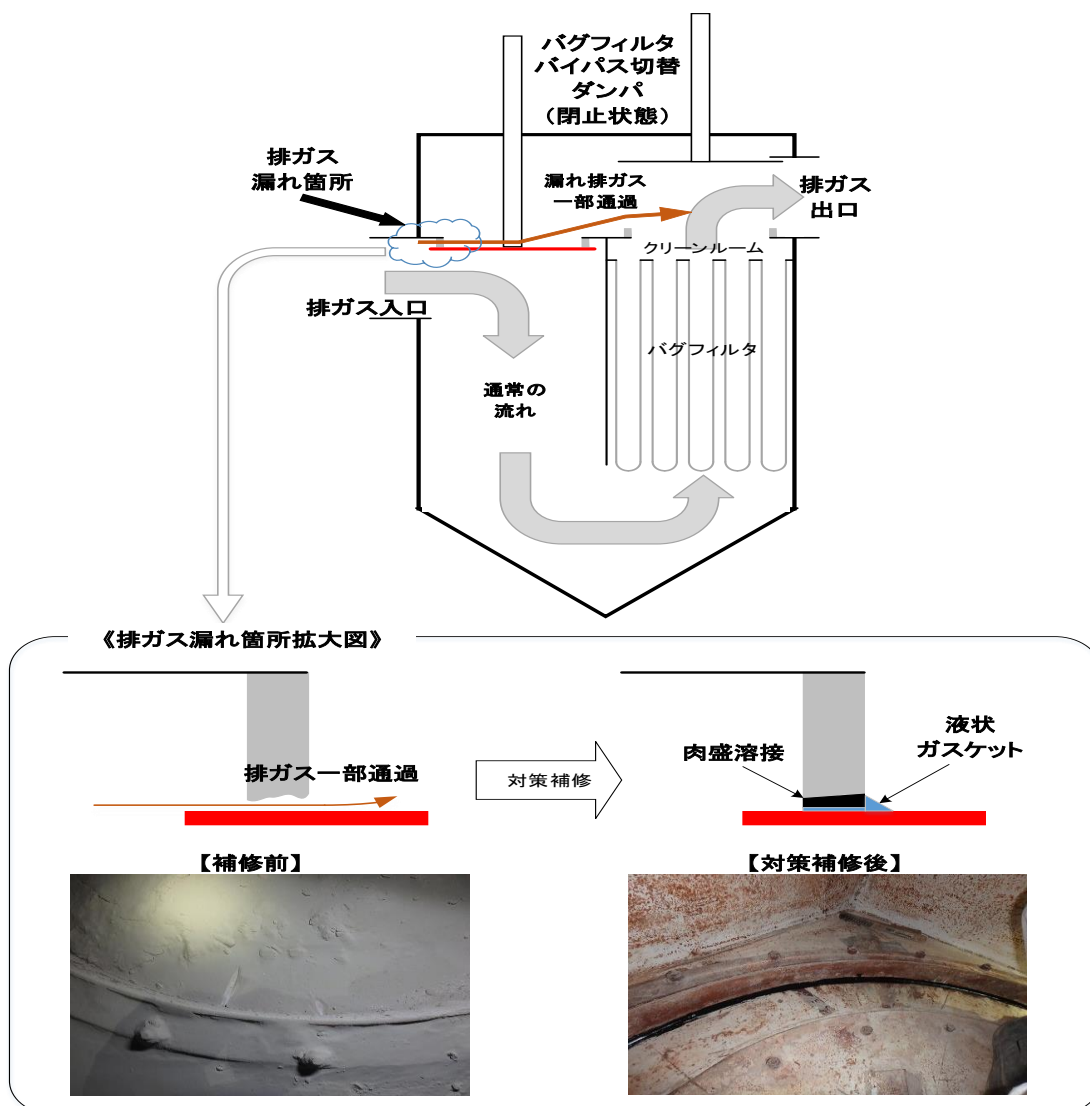 バグフィルタ
バイパス切替
ダンパ
（閉止状態）
排ガス
漏れ箇所
漏れ排ガス
一部通過
排ガス
出口
クリーンルーム
排ガス入口
バグフィルタ
通常の
流れ
《排ガス漏れ箇所拡大図》
排ガス一部通過
対策補修
肉盛溶接
液状
ガスケット
【補修前】
【対策補修後】